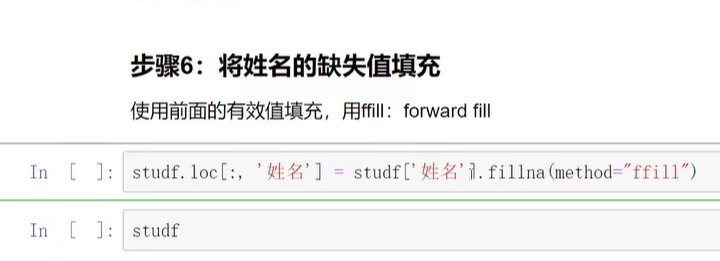 步骤6：将姓名的缺失值填充
使用前面的有效值填充，用ffill：forward fill
In [ ]: studf.loc[:, '姓名'] = studf['姓名'].fillna(method="ffill")
In [ ]: studf